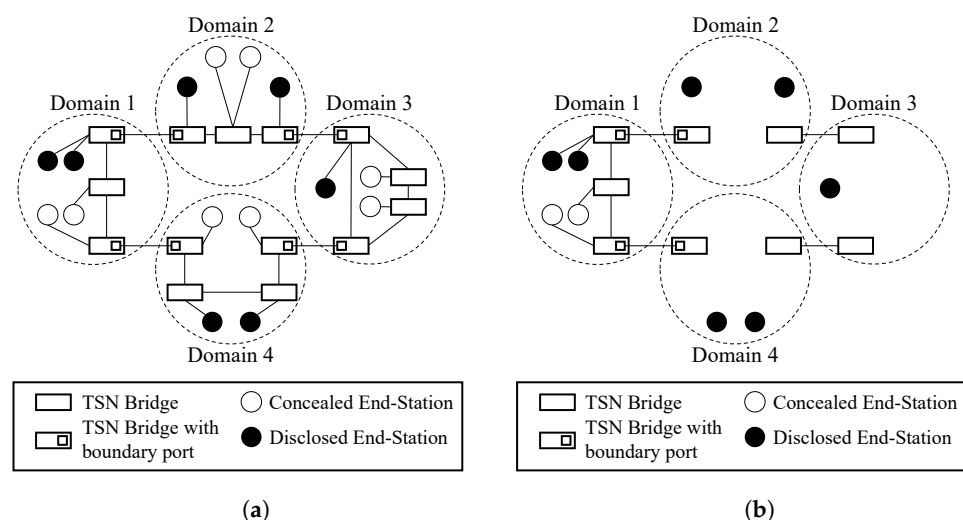 Domain 2
Domain 1
Domain 3
Domain 4
TSN Bridge
Concealed End-Station
TSN Bridge with
boundary port
Disclosed End-Station
(a)
Domain 2
Domain 1
Domain 3
Domain 4
TSN Bridge
Concealed End-Station
TSN Bridge with
boundary port
Disclosed End-Station
(b)